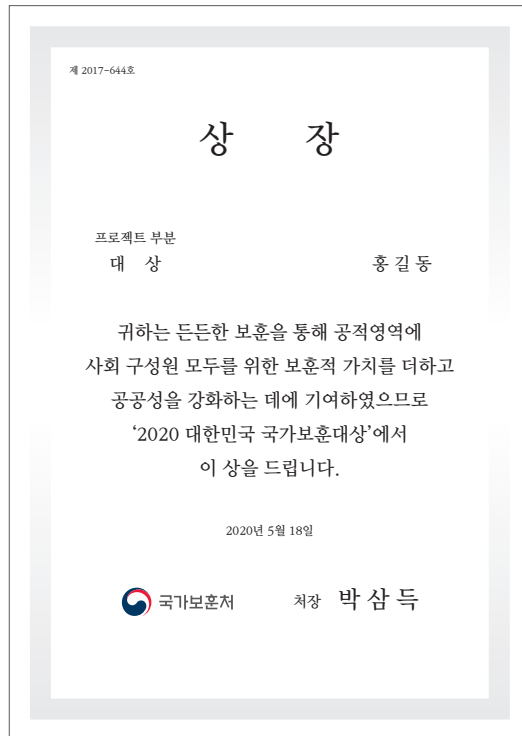 제 2017-644호
상 장
프로젝트 부분
대 상 홍 길 동
귀하는 든든한 보훈을 통해 공적영역에
사회 구성원 모두를 위한 보훈적 가치를 더하고
공공성을 강화하는 데에 기여하였으므로
‘2020 대한민국 국가보훈대상’에서
이 상을 드립니다.
2020년 5월 18일
국가보훈처 처장 박 삼 득